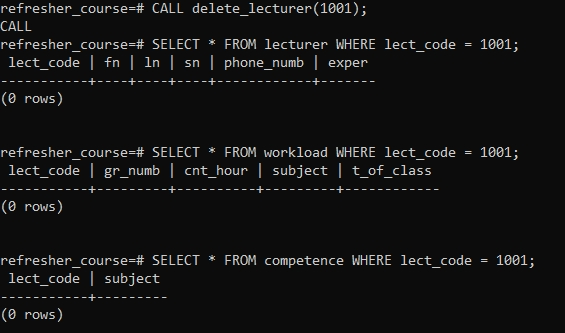 refresher_course=# CALL delete_lecturer(1001);
CALL
refresher_course=# SELECT * FROM lecturer WHERE lect_code = 1001;
 lect_code | fn | ln | sn | phone_numb | exper
-----------+----+----+----+------------+-------
(0 rows)
refresher_course=# SELECT * FROM workload WHERE lect_code = 1001;
 lect_code | gr_numb | cnt_hour | subject | t_of_class
-----------+---------+----------+---------+------------
(0 rows)
refresher_course=# SELECT * FROM competence WHERE lect_code = 1001;
 lect_code | subject
-----------+---------
(0 rows)